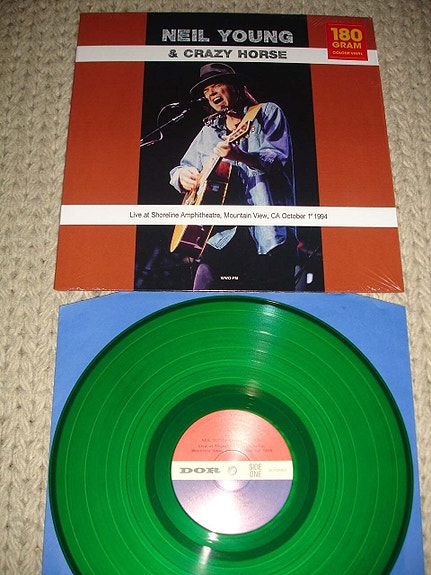 NEIL YOUNG
& CRAZY HORSE
180
GRAM
COLOUR VINYL
Live at Shoreline Amphitheatre, Mountain View, CA October 1st 1994
DOR
SIDE
ONE